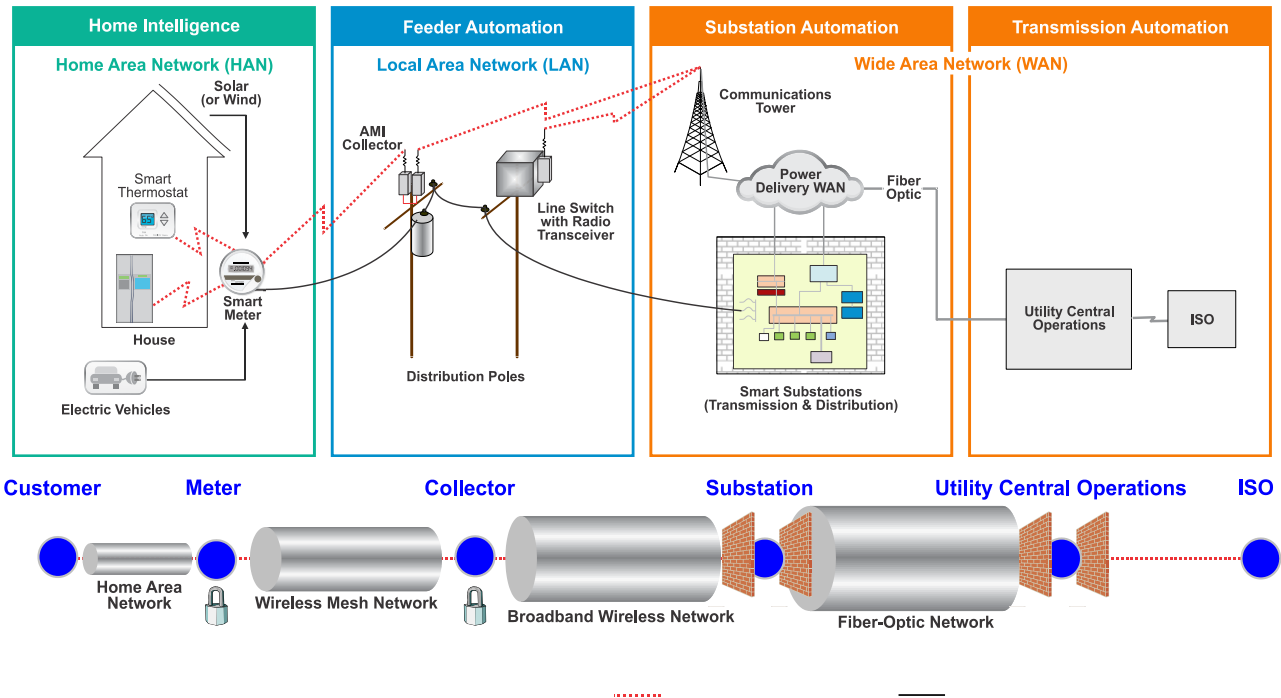 Home Intelligence
Feeder Automation
Substation Automation
Transmission Automation
Home Area Network (HAN)
Local Area Network (LAN)
Wide Area Network (WAN)
Solar
(or Wind)
Smart
Thermostat
65
Smart
Meter
House
Electric Vehicles
AMI
Collector
Line Switch
with Radio
Transceiver
Distribution Poles
Communications
Tower
Power
Delivery WAN
Fiber
Optic
Smart Substations
(Transmission & Distribution)
Utility Central
Operations
ISO
Customer
Meter
Collector
Substation
Utility Central Operations
ISO
Home Area
Network
Wireless Mesh Network
Broadband Wireless Network
Fiber-Optic Network